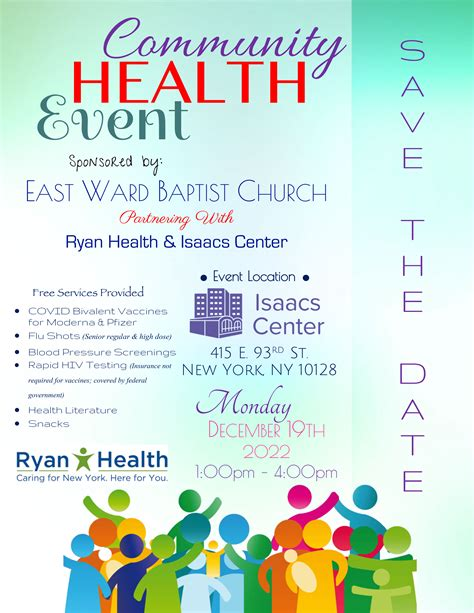 Community
HEALTH
Event
Sponsored by:
East Ward Baptist Church
Partnering With
Ryan Health & Isaacs Center
Free Services Provided
• COVID Bivalent Vaccines
for Moderna & Pfizer
• Flu Shots (Senior regular & high dose)
• Blood Pressure Screenings
• Rapid HIV Testing (Insurance not
required for vaccines; covered by federal
government)
• Health Literature
• Snacks
Ryan Health
Caring for New York. Here for You.
• Event Location •
Isaacs
Center
415 E. 93RD ST.
NEW YORK, NY 10128
Monday
December 19th
2022
1:00pm - 4:00pm
SAVE THE DATE